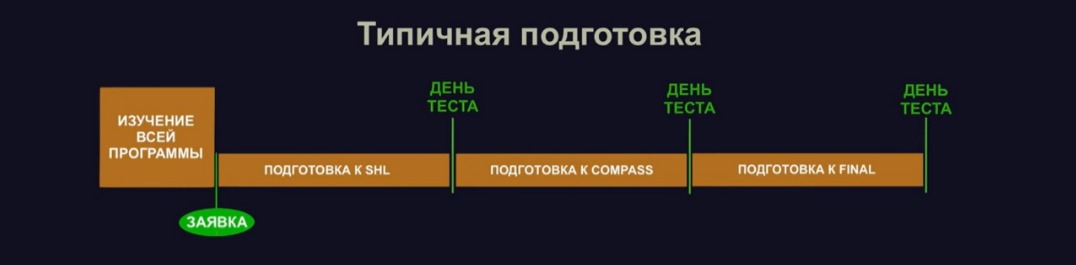 Типичная подготовка
ИЗУЧЕНИЕ
ВСЕЙ
ПРОГРАММЫ
ЗАЯВКА
ПОДГОТОВКА К SHL
ДЕНЬ
ТЕСТА
ПОДГОТОВКА К COMPASS
ДЕНЬ
ТЕСТА
ПОДГОТОВКА К FINAL
ДЕНЬ
ТЕСТА